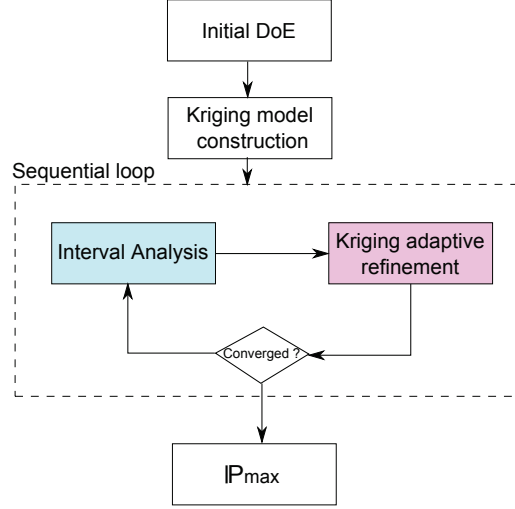 Initial DoE
Kriging model
construction
Sequential loop
Interval Analysis
Kriging adaptive
refinement
Converged ?
ℙmax